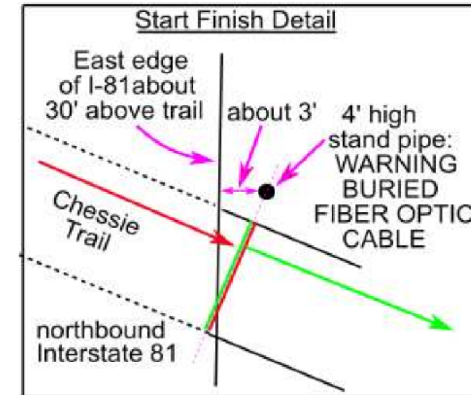 Start Finish Detail
East edge
of I-81about
30' above trail
about 3'
4' high
stand pipe:
WARNING
BURIED
FIBER OPTIC
CABLE
Chessie
Trail
northbound
Interstate 81